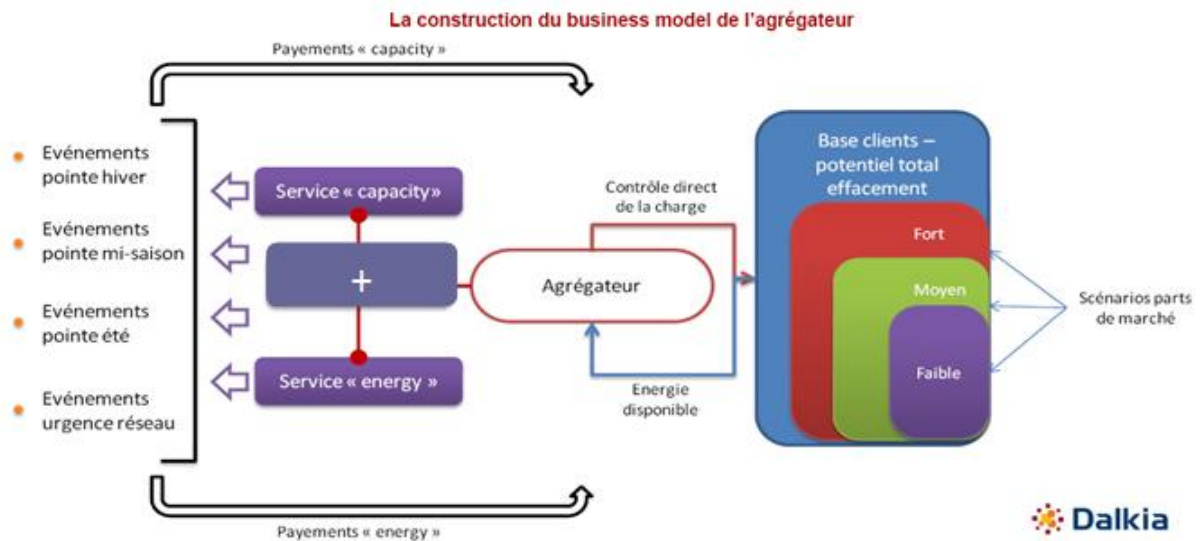 La construction du business model de l'agrégateur
Payements « capacity »
Evénements
pointe hiver
Evénements
pointe mi-saison
Evénements
pointe été
Evénements
urgence réseau
Service « capacity»
+
Service « energy »
Agrégateur
Contrôle direct
de la charge
Energie
disponible
Base clients –
potentiel total
effacement
Fort
Moyen
Faible
Scénarios parts
de marché
Payements « energy »
Dalkia